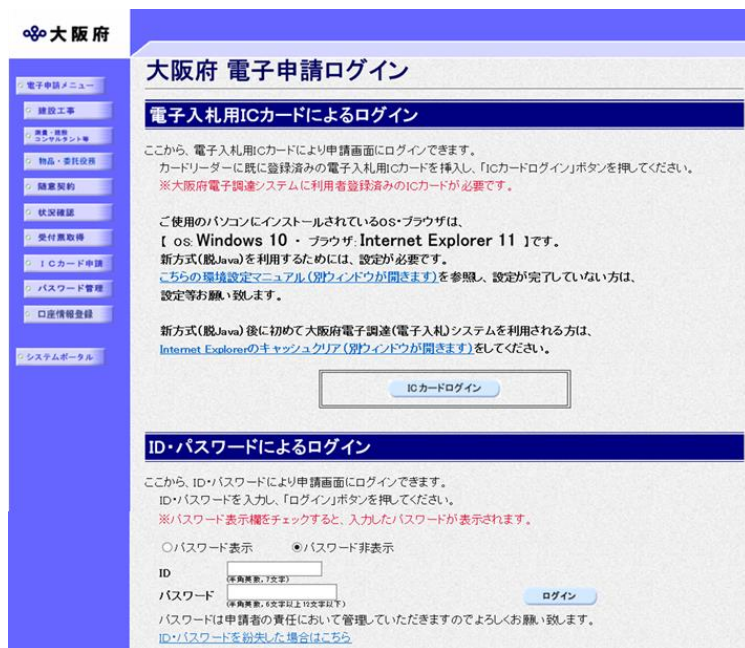 大阪府
電子申請メニュー
建設工事
測量・建設
コンサルタント等
物品・委託役務
随意契約
状況確認
受付票取得
ICカード申請
パスワード管理
口座情報登録
システムポータル
大阪府 電子申請ログイン
電子入札用ICカードによるログイン
ここから、電子入札用ICカードにより申請画面にログインできます。
カードリーダーに既に登録済みの電子入札用ICカードを挿入し、「ICカードログイン」ボタンを押してください。
※大阪府電子調達システムに利用者登録済みのICカードが必要です。
ご使用のパソコンにインストールされているOS・ブラウザは、
【 OS: Windows 10 ・ ブラウザ: Internet Explorer 11 】です。
新方式(脱Java)を利用するためには、設定が必要です。
こちらの環境設定マニュアル(別ウィンドウが開きます)を参照し、設定が完了していない方は、
設定等お願い致します。
新方式(脱Java)後に初めて大阪府電子調達(電子入札)システムを利用される方は、
Internet Explorerのキャッシュクリア(別ウィンドウが開きます)をしてください。
ICカードログイン
ID・パスワードによるログイン
ここから、ID・パスワードにより申請画面にログインできます。
ID・パスワードを入力し、「ログイン」ボタンを押してください。
※パスワード表示欄をチェックすると、入力したパスワードが表示されます。
パスワード表示 パスワード非表示
ID
(半角英数,7文字)
パスワード ログイン
(半角英数,6文字以上12文字以下)
パスワードは申請者の責任において管理していただきますのでよろしくお願い致します。
ID・パスワードを紛失した場合はこちら